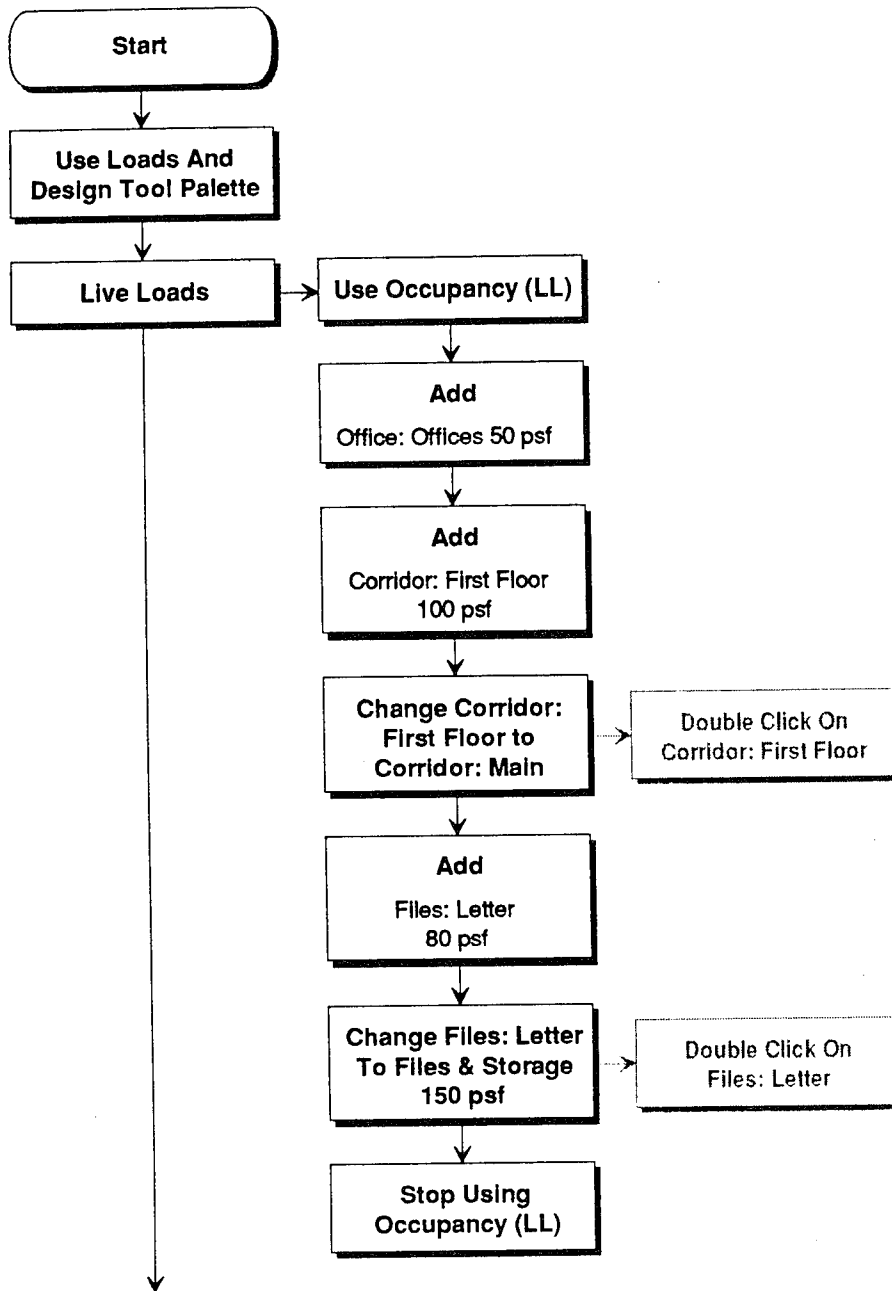 Start
Use Loads And
Design Tool Palette
Live Loads
Use Occupancy (LL)
Add
Office: Offices 50 psf
Add
Corridor: First Floor
100 psf
Change Corridor:
First Floor to
Corridor: Main
Double Click On
Corridor: First Floor
Add
Files: Letter
80 psf
Change Files: Letter
To Files & Storage
150 psf
Double Click On
Files: Letter
Stop Using
Occupancy (LL)